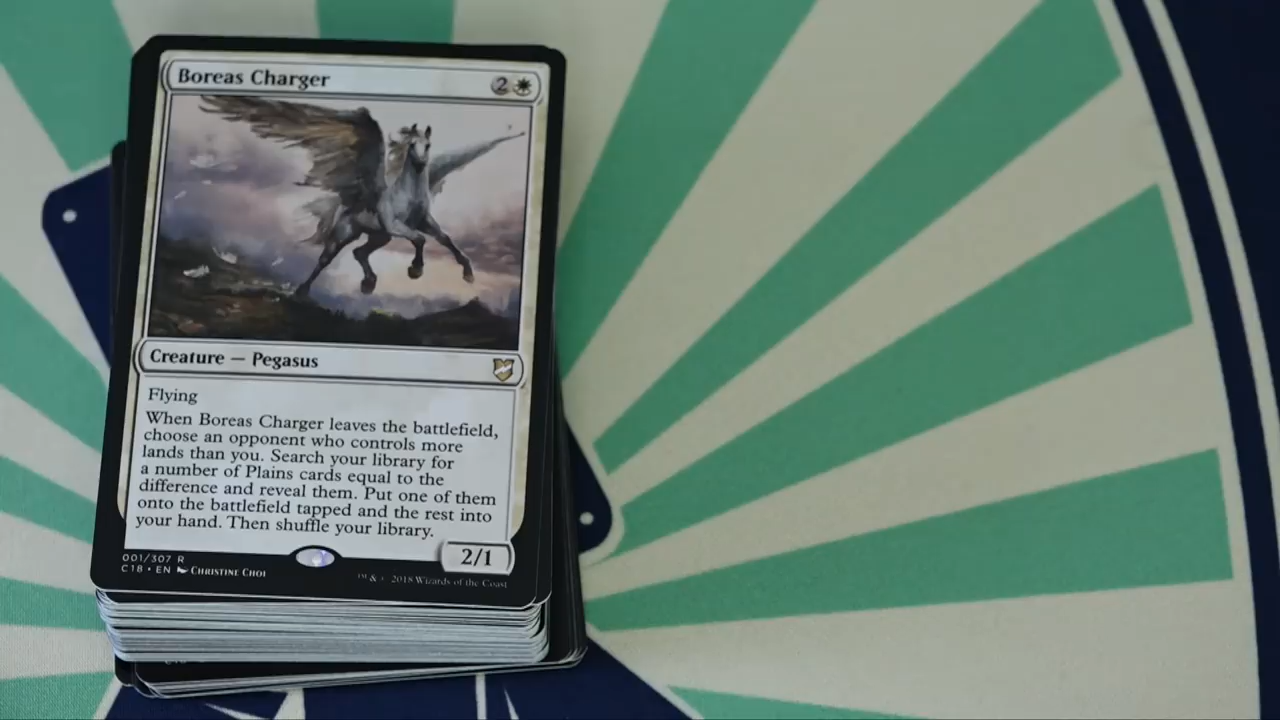 Boreas Charger 2
Creature — Pegasus
Flying
When Boreas Charger leaves the battlefield,
choose an opponent who controls more
lands than you. Search your library for
a number of Plains cards equal to the
difference and reveal them. Put one of them
onto the battlefield tapped and the rest into
your hand. Then shuffle your library.
2/1
001/307 R
C18 • EN Christine Choi
™ & © 2018 Wizards of the Coast